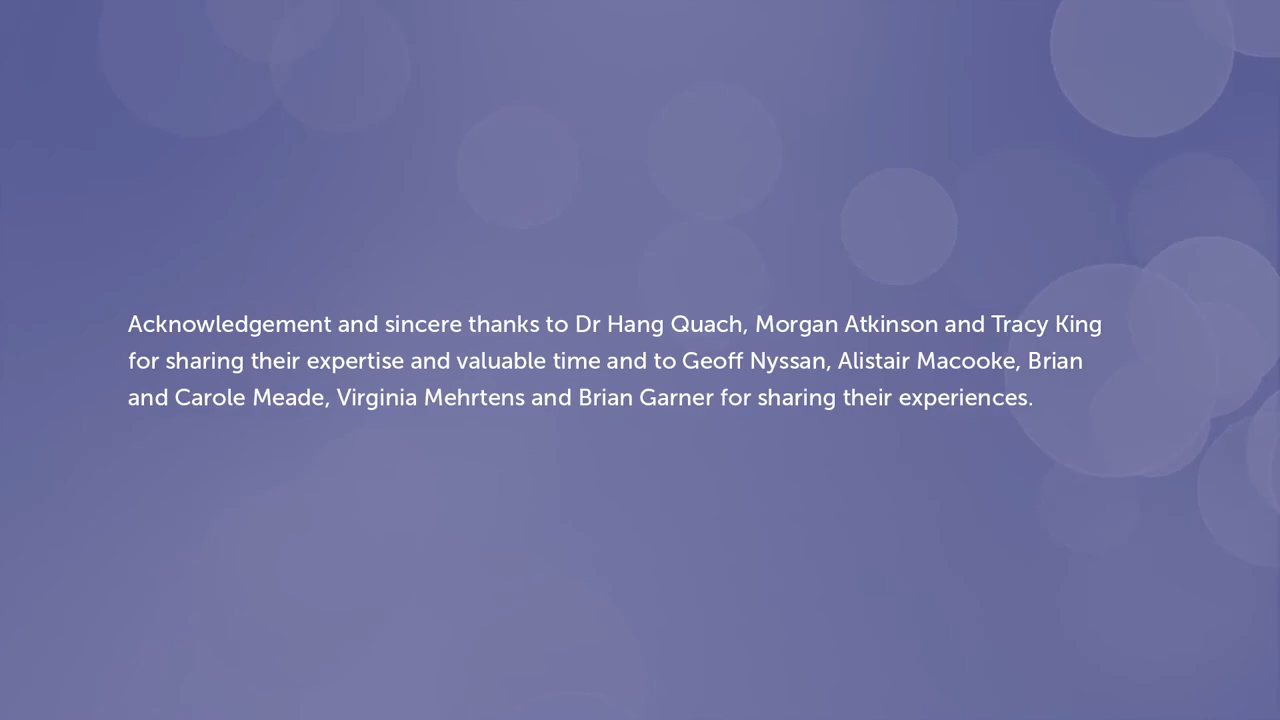 Acknowledgement and sincere thanks to Dr Hang Quach, Morgan Atkinson and Tracy King
for sharing their expertise and valuable time and to Geoff Nyssan, Alistair Macooke, Brian
and Carole Meade, Virginia Mehrtens and Brian Garner for sharing their experiences.